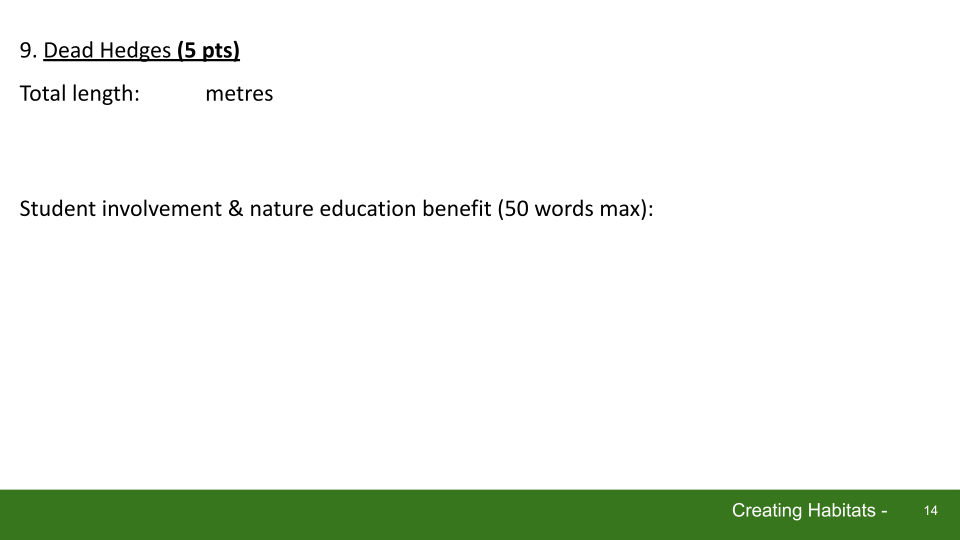 9. Dead Hedges (5 pts)
Total length: metres
Student involvement & nature education benefit (50 words max):
Creating Habitats - 14